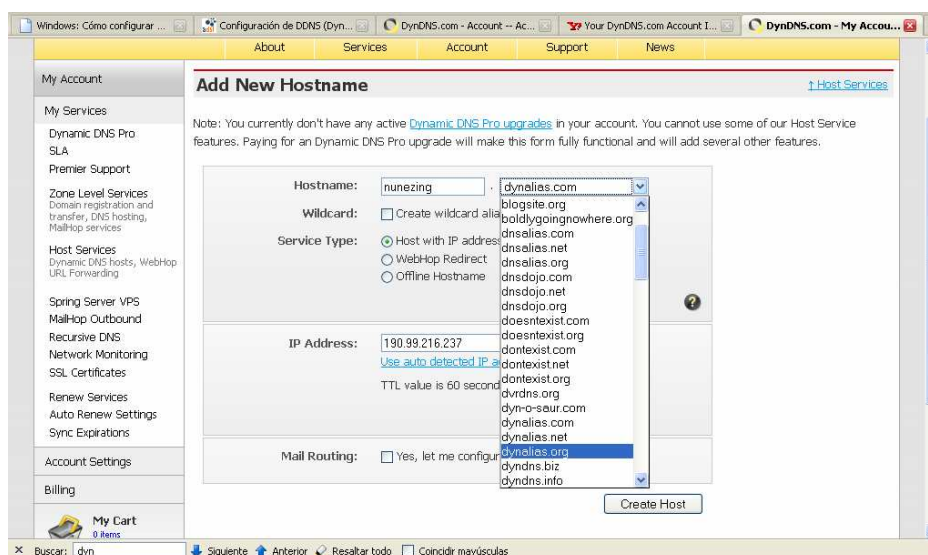 Windows: Cómo configurar ...
Configuración de DDNS (Dyn...
DynDNS.com - Account -- Ac...
Your DynDNS.com Account I...
DynDNS.com - My Accou...
About Services Account Support News
My Account
My Services
Dynamic DNS Pro
SLA
Premier Support
Zone Level Services
Domain registration and
transfer, DNS hosting,
MailHop services
Host Services
Dynamic DNS hosts, WebHop
URL Forwarding
Spring Server VPS
MailHop Outbound
Recursive DNS
Network Monitoring
SSL Certificates
Renew Services
Auto Renew Settings
Sync Expirations
Account Settings
Billing
My Cart
0 items
Add New Hostname
↑ Host Services
Note: You currently don't have any active Dynamic DNS Pro upgrades in your account. You cannot use some of our Host Service
features. Paying for an Dynamic DNS Pro upgrade will make this form fully functional and will add several other features.
Hostname: nunezing . dynalias.com
Wildcard: Create wildcard alia
Service Type: Host with IP address
WebHop Redirect
Offline Hostname
?
IP Address: 190.99.216.237
Use auto detected IP a
TTL value is 60 second
Mail Routing: Yes, let me configur
blogsite.org
boldlygoingnowhere.org
dnsalias.com
dnsalias.net
dnsalias.org
dnsdojo.com
dnsdojo.net
dnsdojo.org
doesntexist.com
doesntexist.org
dontexist.com
dontexist.net
dontexist.org
dvrdns.org
dyn-o-saur.com
dynalias.com
dynalias.net
dynalias.org
dyndns.biz
dyndns.info
Create Host
Buscar: dyn Siguiente Anterior Resaltar todo Coincidir mayúsculas